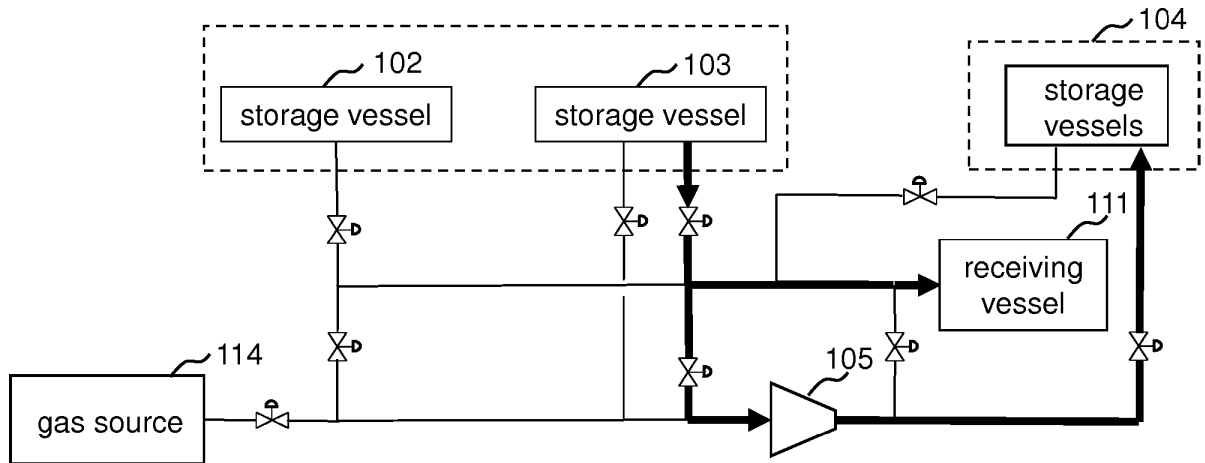 104
102
103
storage vessel
storage vessel
storage
vessels
111
receiving
vessel
114
105
gas source